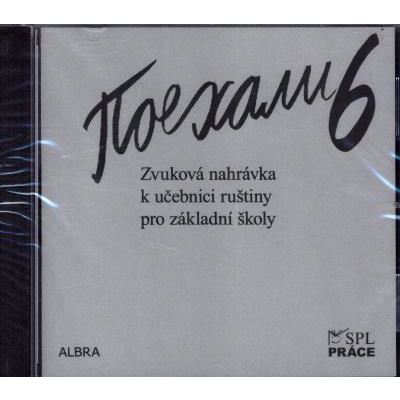 Поехали 6
Zvuková nahrávka
k učebnici ruštiny
pro základní školy
ALBRA
SPL
PRÁCE